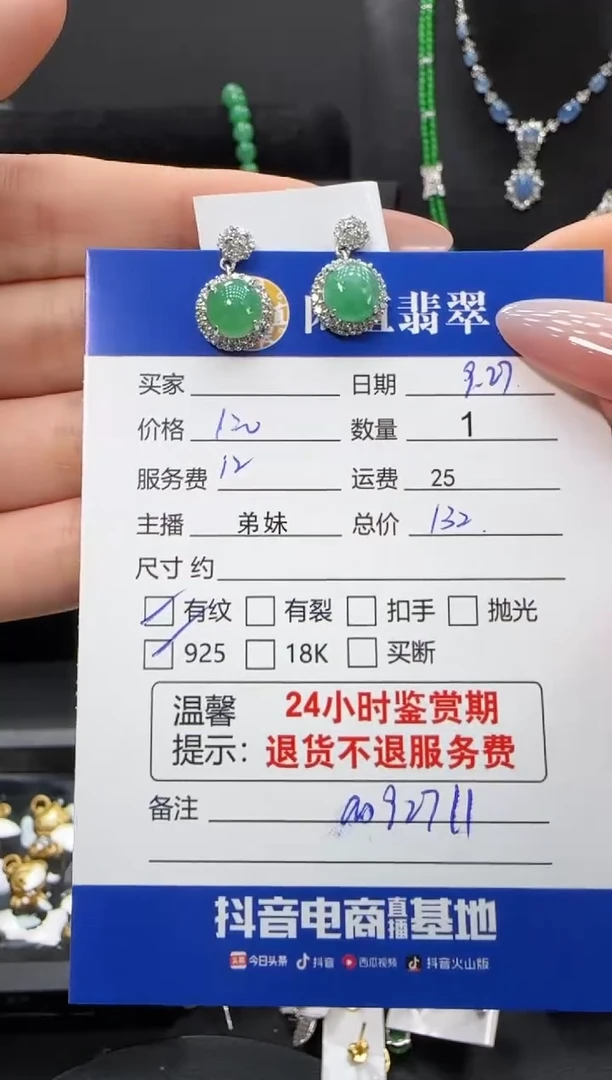 翡翠
买家 日期 9.27.
价格 120 数量 1
服务费 12 运费 25
主播 弟妹 总价 132.
尺寸 约
有纹 有裂 扣手 抛光
925 18K 买断
温馨提示： 24小时鉴赏期
退货不退服务费
备注
抖音电商直播基地
头条 今日头条 抖音 西瓜视频 抖音火山版